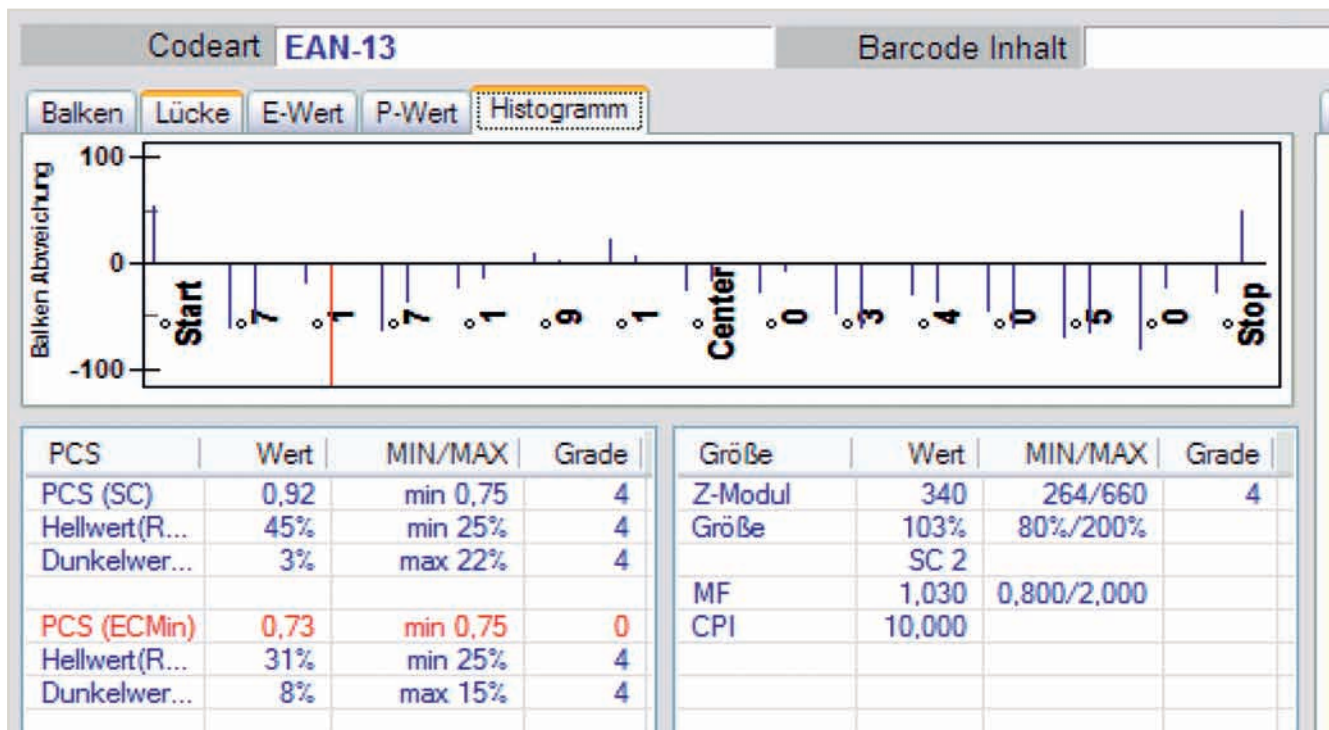 Codeart EAN-13 Barcode Inhalt
Balken Lücke E-Wert P-Wert Histogramm
Balken Abweichung
100
0
-100
Start 7 1 7 1 9 1 Center 0 3 4 0 5 0 Stop
PCS Wert MIN/MAX Grade
PCS (SC) 0,92 min 0,75 4
Hellwert(R... 45% min 25% 4
Dunkelwer... 3% max 22% 4
PCS (ECMin) 0,73 min 0,75 0
Hellwert(R... 31% min 25% 4
Dunkelwer... 8% max 15% 4
Größe Wert MIN/MAX Grade
Z-Modul 340 264/660 4
Größe 103% 80%/200%
SC 2
MF 1,030 0,800/2,000
CPI 10,000